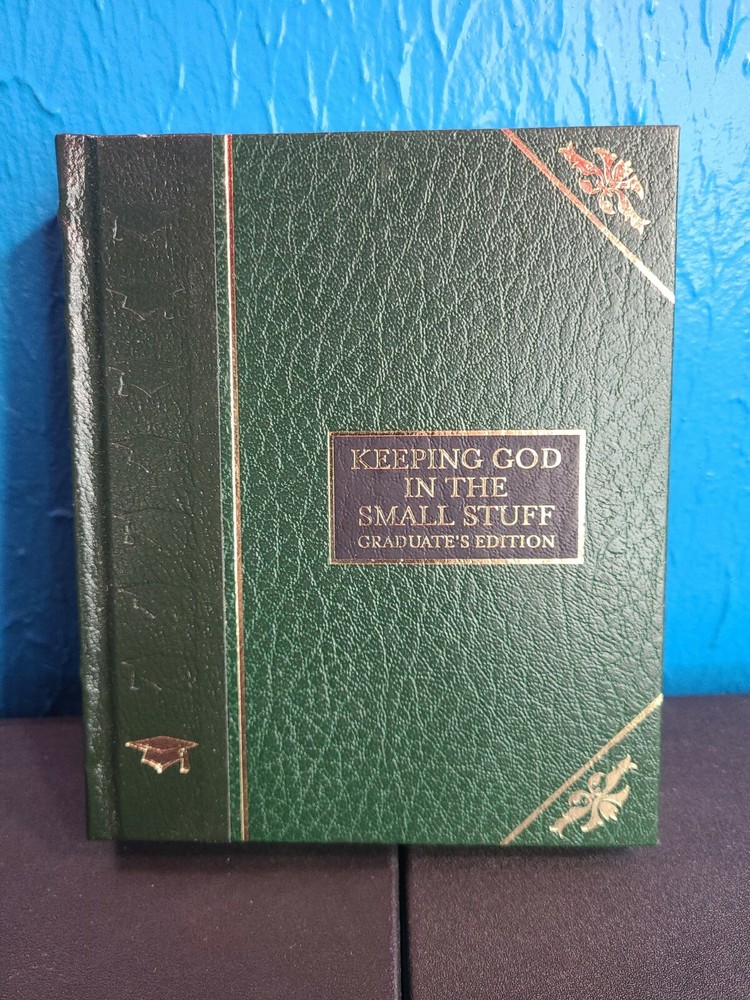 KEEPING GOD
IN THE
SMALL STUFF
GRADUATE'S EDITION